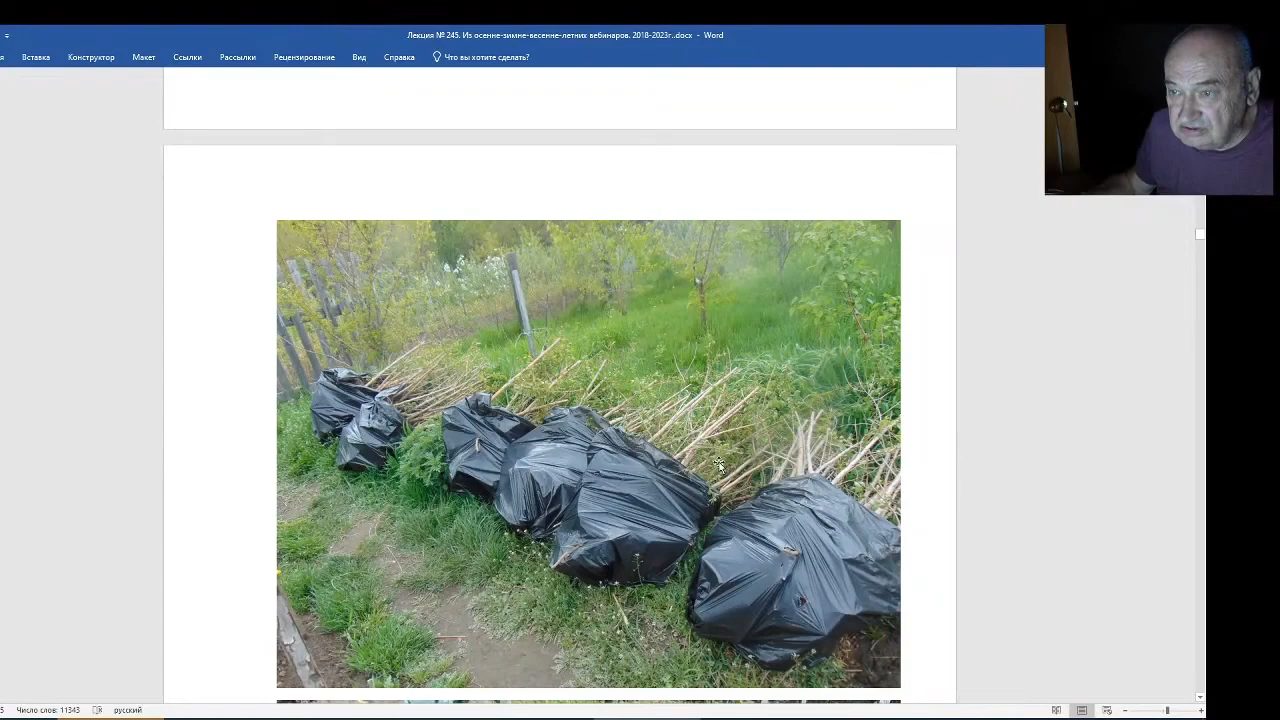 Лекция № 245. Из осенне-зимне-весенне-летних вебинаров. 2018-2023г..docx - Word
Вставка Конструктор Макет Ссылки Рассылки Рецензирование Вид Справка Что вы хотите сделать?
Число слов: 11343 русский